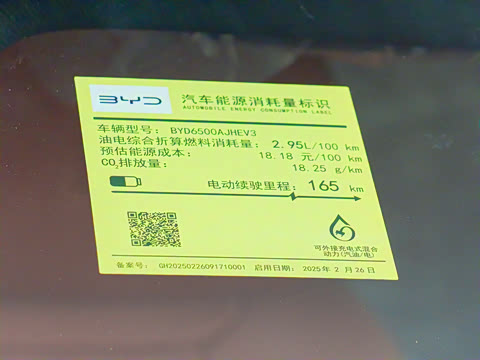 BYD 汽车能源消耗量标识
AUTOMOBILE ENERGY CONSUMPTION LABEL
车辆型号： BYD6500AJHEV3
油电综合折算燃料消耗量： 2.95L/100 km
预估能源成本： 18.18 元/100 km
CO₂排放量： 18.25 g/km
电动续驶里程： 165 km
可外接充电式混合
动力(汽油/电)
备案号： GH20250226091710001 启用日期： 2025年 2 月 26 日